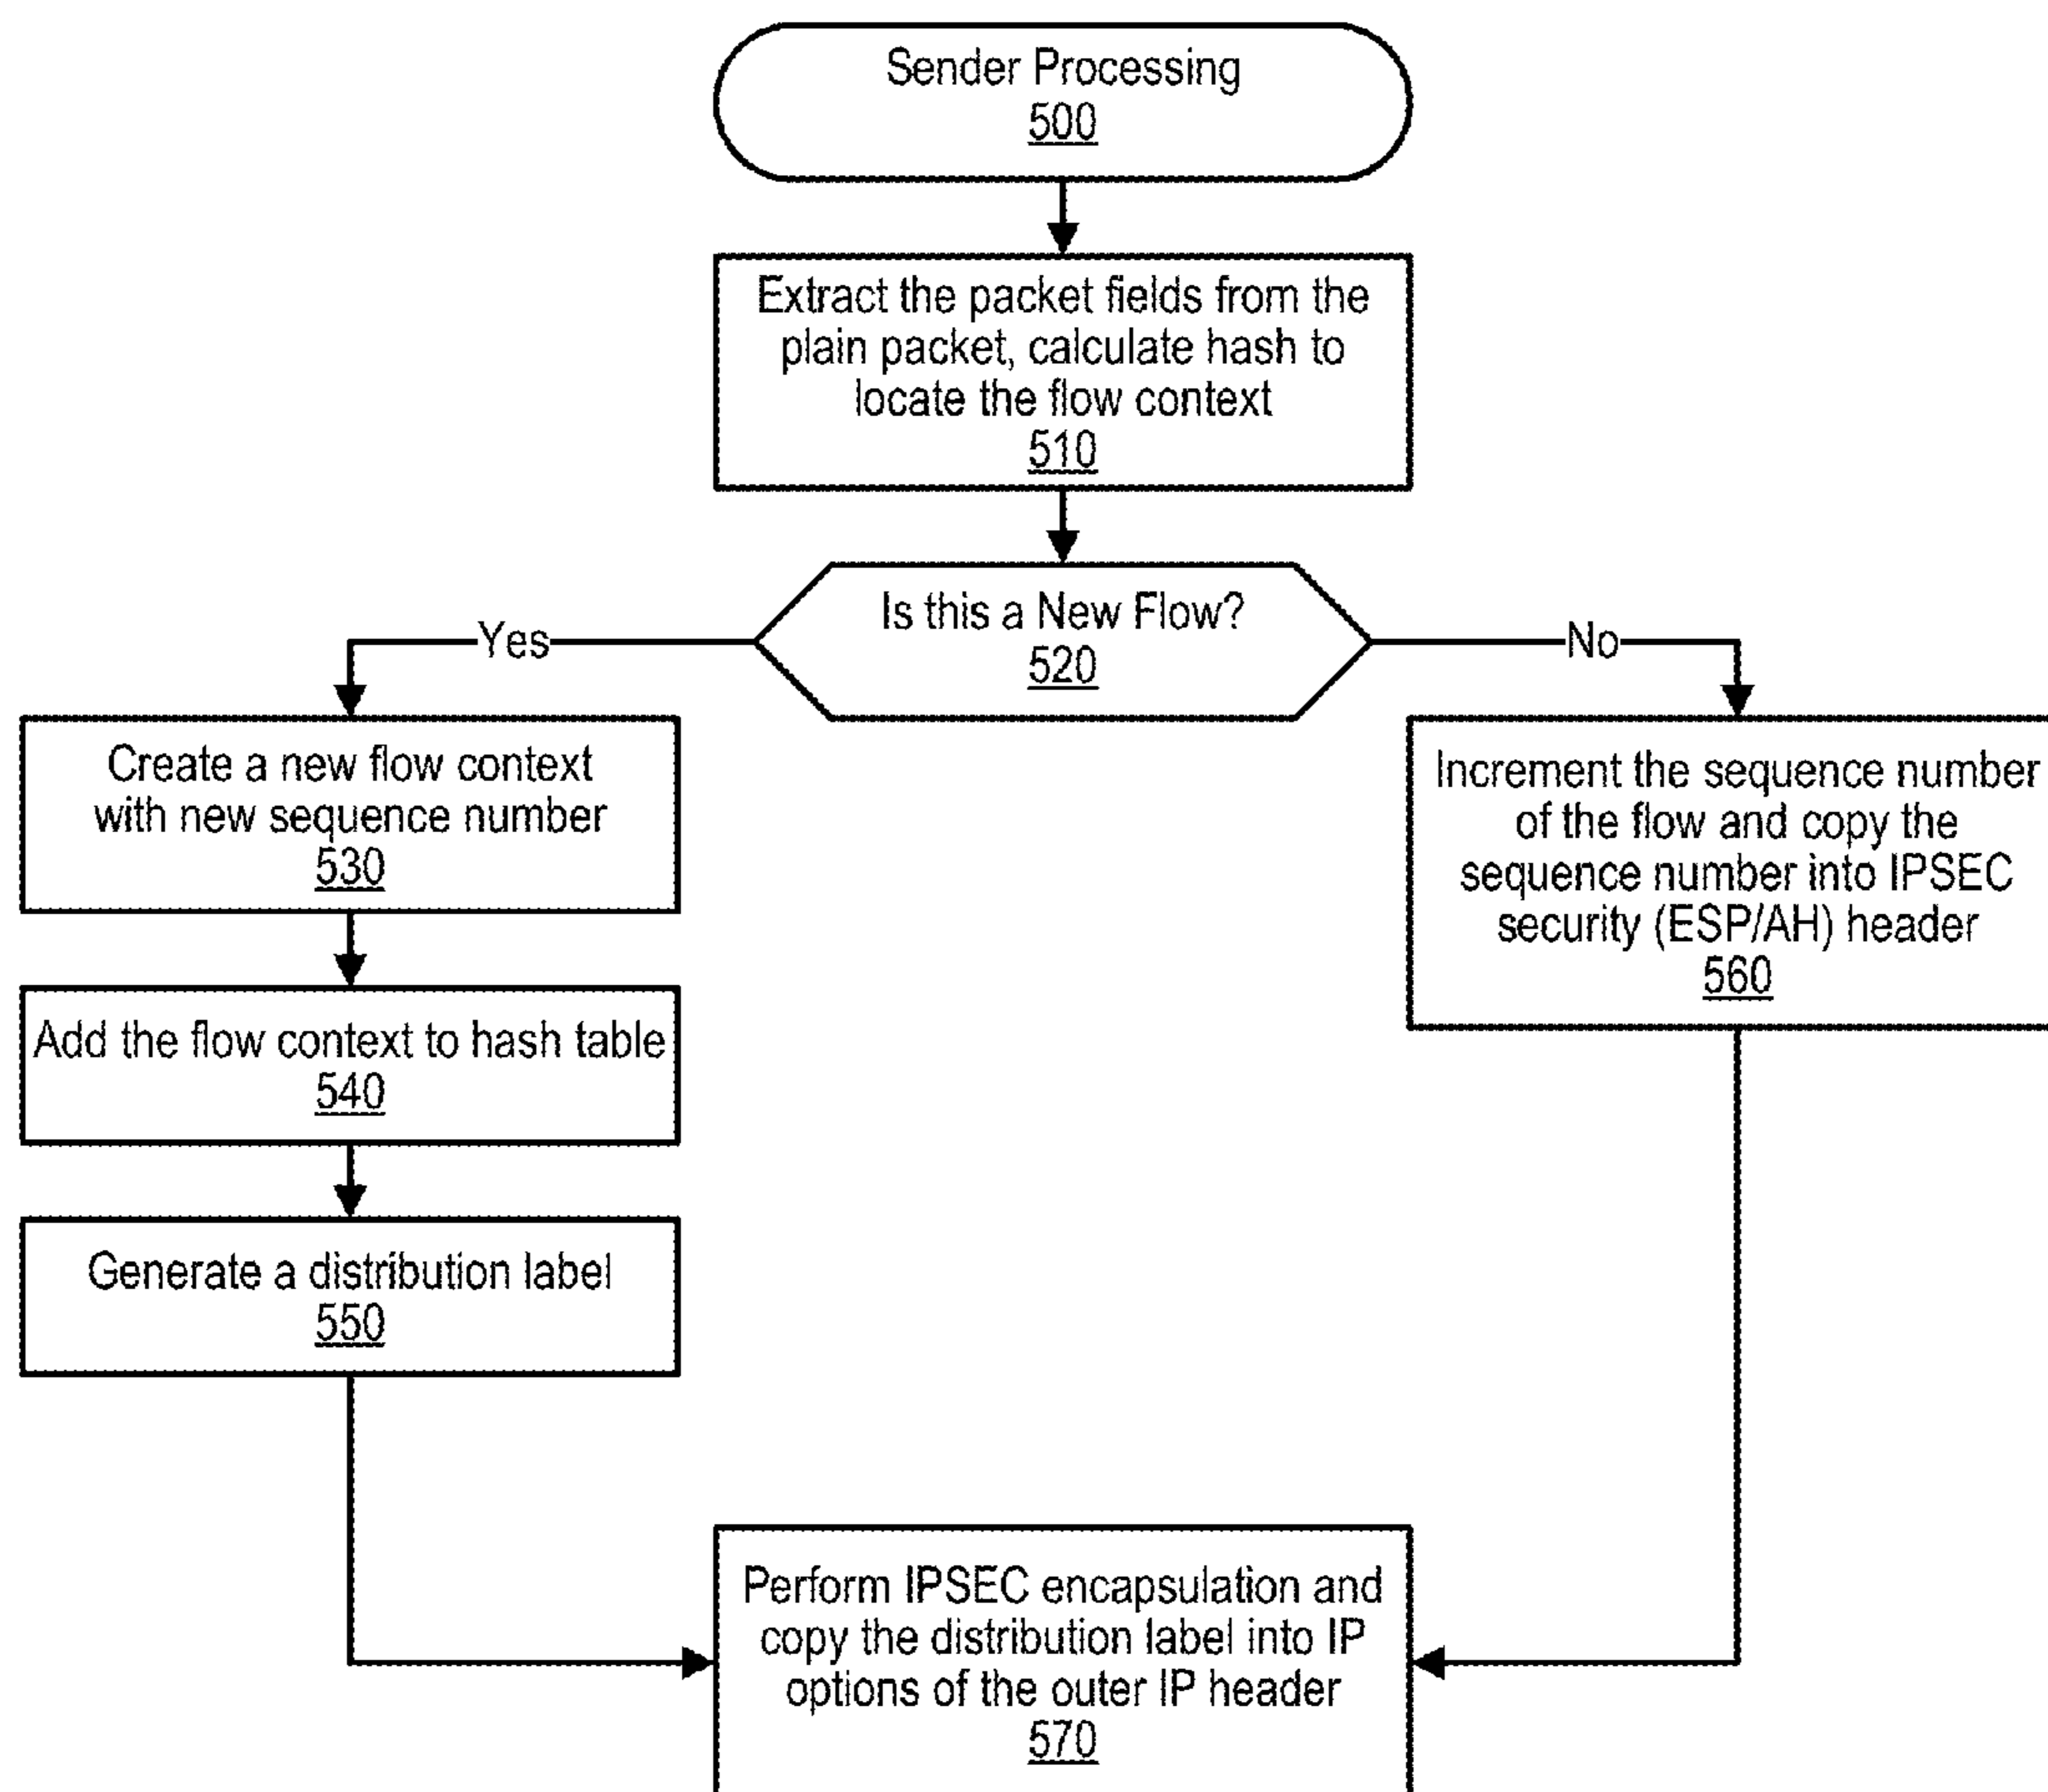 Sender Processing
500
Extract the packet fields from the
plain packet, calculate hash to
locate the flow context
510
Is this a New Flow?
520
Yes
No
Create a new flow context
with new sequence number
530
Increment the sequence number
of the flow and copy the
sequence number into IPSEC
security (ESP/AH) header
560
Add the flow context to hash table
540
Generate a distribution label
550
Perform IPSEC encapsulation and
copy the distribution label into IP
options of the outer IP header
570